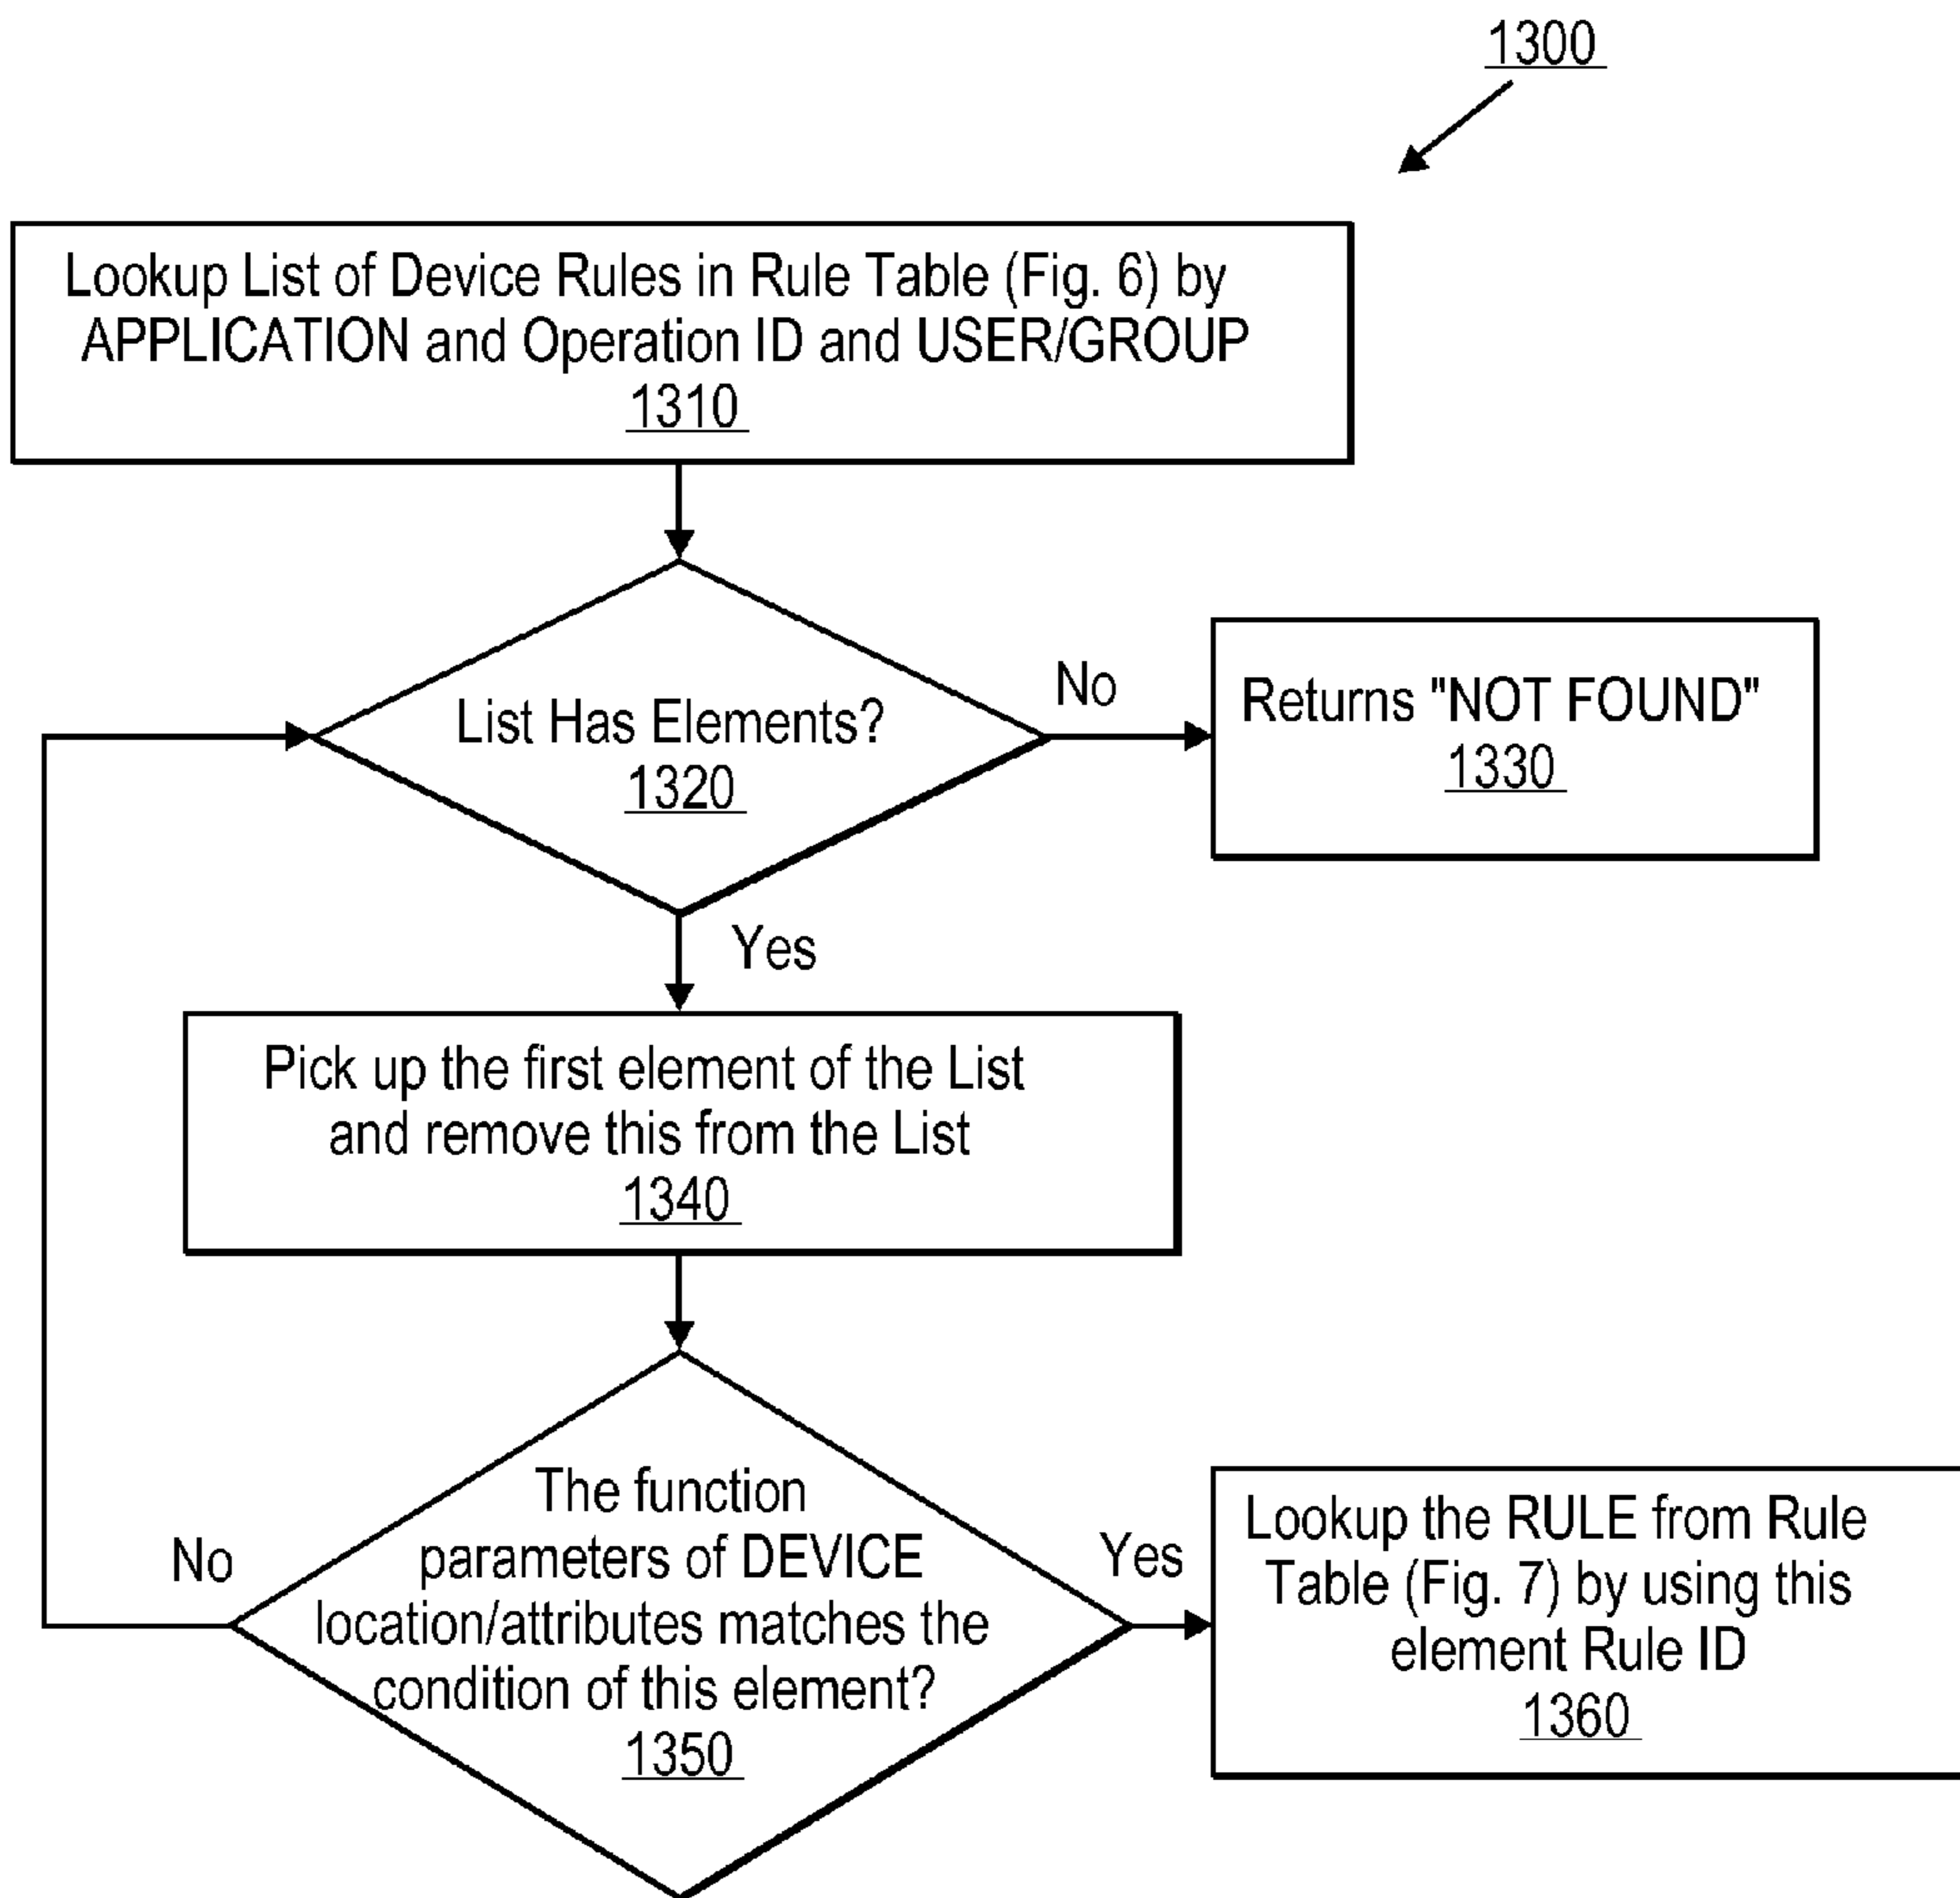 1300
Lookup List of Device Rules in Rule Table (Fig. 6) by
APPLICATION and Operation ID and USER/GROUP
1310
List Has Elements?
1320
No
Returns "NOT FOUND"
1330
Yes
Pick up the first element of the List
and remove this from the List
1340
The function
parameters of DEVICE
location/attributes matches the
condition of this element?
1350
No
Yes
Lookup the RULE from Rule
Table (Fig. 7) by using this
element Rule ID
1360